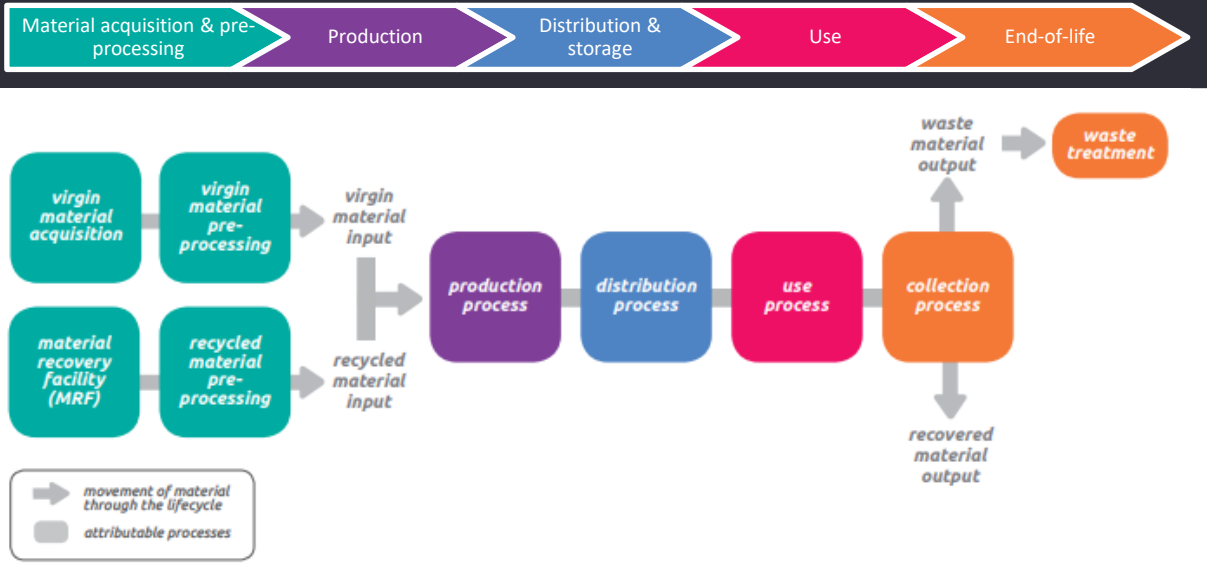 Material acquisition & pre-
processing
Production
Distribution &
storage
Use
End-of-life
virgin
material
acquisition
virgin
material
pre-
processing
virgin
material
input
material
recovery
facility
(MRF)
recycled
material
pre-
processing
recycled
material
input
production
process
distribution
process
use
process
collection
process
waste
material
output
waste
treatment
recovered
material
output
movement of material
through the lifecycle
attributable processes